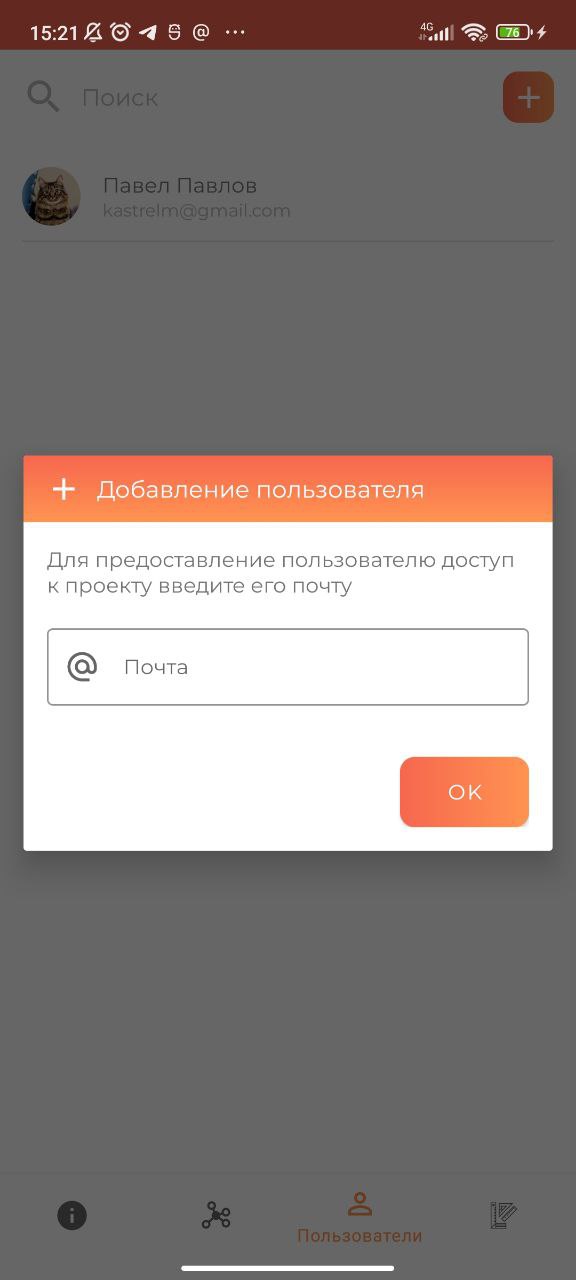 15:21
4G
76
Поиск
Павел Павлов
kastrelm@gmail.com
Добавление пользователя
Для предоставление пользователю доступ
к проекту введите его почту
@ Почта
OK
Пользователи